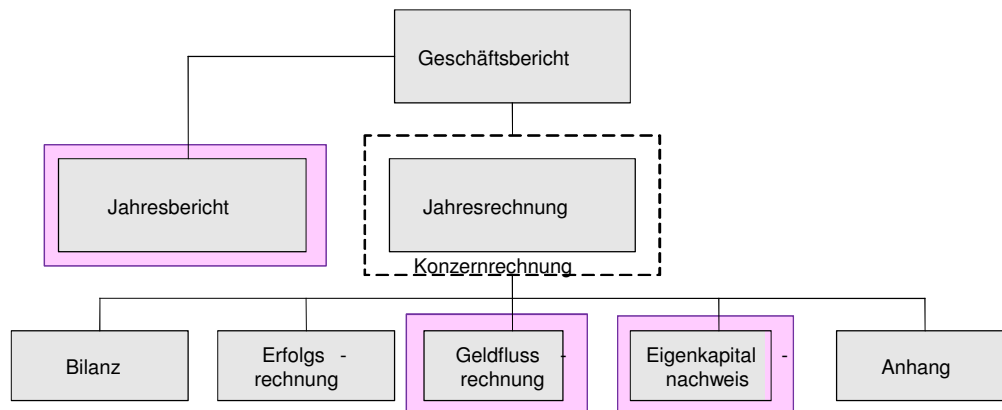 Geschäftsbericht
Jahresbericht
Jahresrechnung
Konzernrechnung
Bilanz
Erfolgs -
rechnung
Geldfluss -
rechnung
Eigenkapital -
nachweis
Anhang